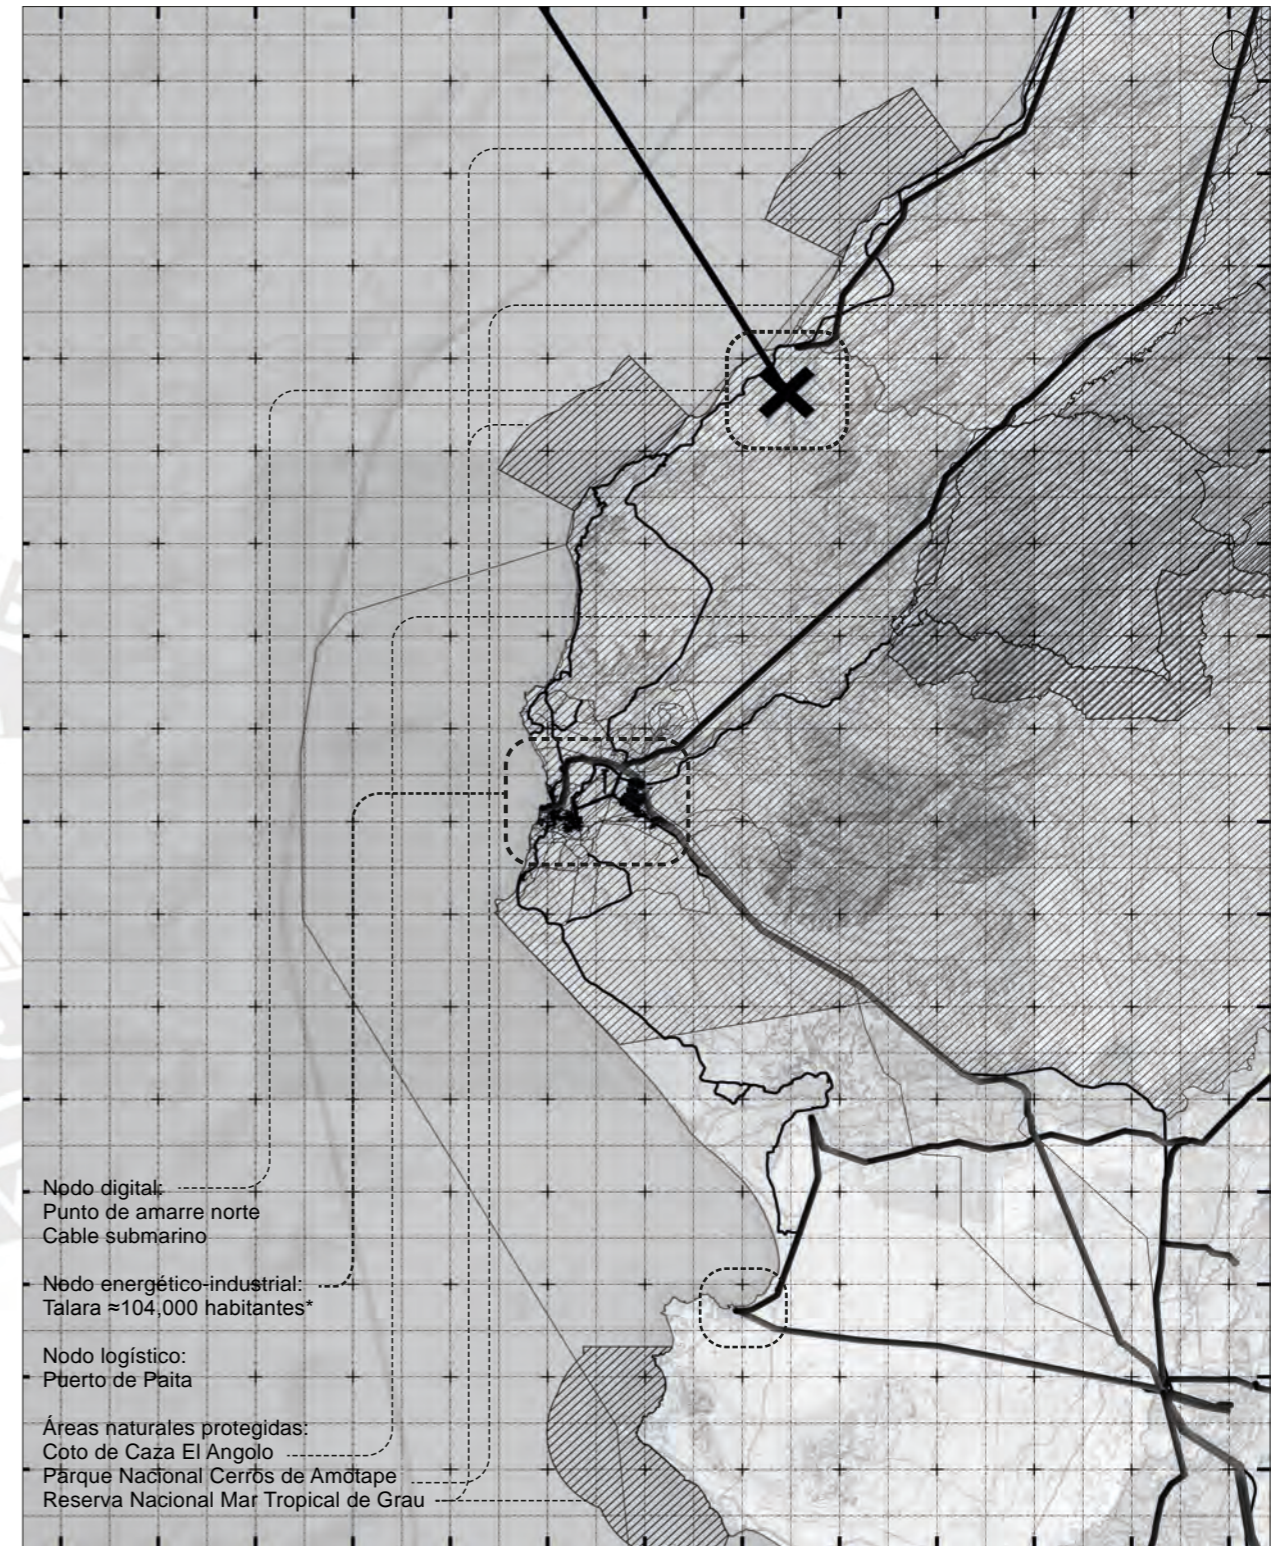 Nodo digital:
Punto de amarre norte
Cable submarino
Nodo energético-industrial:
Talara ≈104,000 habitantes*
Nodo logístico:
Puerto de Paita
Áreas naturales protegidas:
Coto de Caza El Angolo
Parque Nacional Cerros de Amotape
Reserva Nacional Mar Tropical de Grau